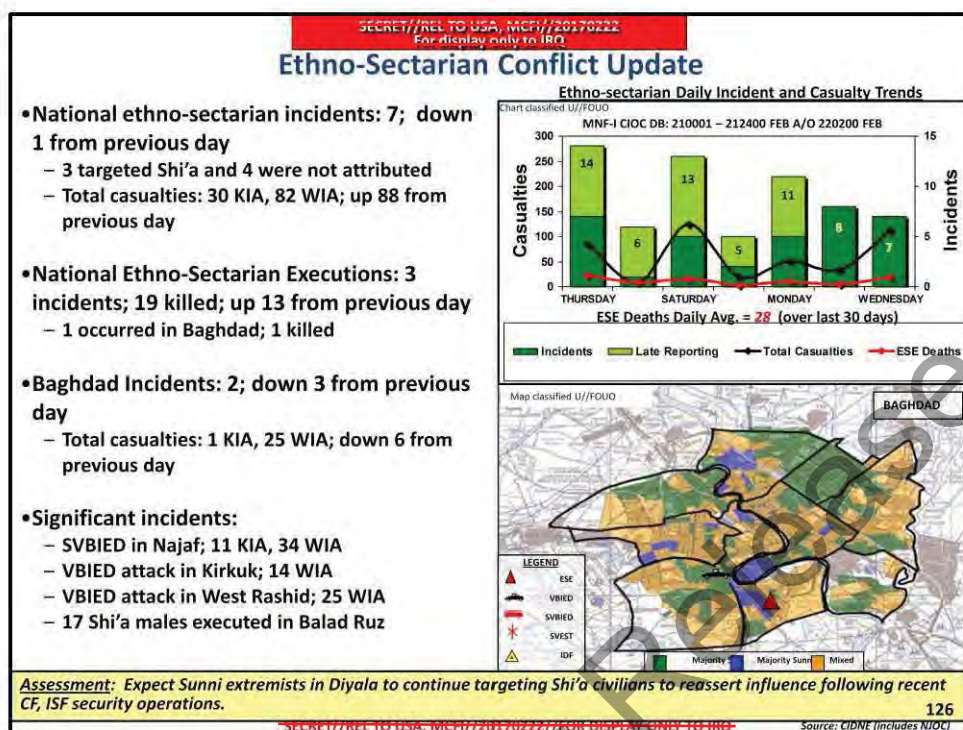 SECRET//REL TO USA, MCFI//20170222
For display only to IRQ
Ethno-Sectarian Conflict Update
•National ethno-sectarian incidents: 7; down
1 from previous day
– 3 targeted Shi'a and 4 were not attributed
– Total casualties: 30 KIA, 82 WIA; up 88 from
previous day
•National Ethno-Sectarian Executions: 3
incidents; 19 killed; up 13 from previous day
– 1 occurred in Baghdad; 1 killed
•Baghdad Incidents: 2; down 3 from previous
day
– Total casualties: 1 KIA, 25 WIA; down 6 from
previous day
•Significant incidents:
– SVBIED in Najaf; 11 KIA, 34 WIA
– VBIED attack in Kirkuk; 14 WIA
– VBIED attack in West Rashid; 25 WIA
– 17 Shi'a males executed in Balad Ruz
Ethno-sectarian Daily Incident and Casualty Trends
Chart classified U//FOUO
MNF-I CIOC DB: 210001 – 212400 FEB A/O 220200 FEB
Casualties
300
250
200
150
100
50
0
14
6
13
5
11
8
7
15
10
5
0
Incidents
THURSDAY SATURDAY MONDAY WEDNESDAY
ESE Deaths Daily Avg. = 28 (over last 30 days)
Incidents Late Reporting Total Casualties ESE Deaths
Map classified U//FOUO
BAGHDAD
LEGEND
ESE
VBIED
SVBIED
SVEST
IDF
Majority Majority Sunni Mixed
Release
Assessment: Expect Sunni extremists in Diyala to continue targeting Shi'a civilians to reassert influence following recent
CF, ISF security operations.
126
SECRET//REL TO USA, MCFI//20170222//FOR DISPLAY ONLY TO IRQ
Source: CIDNE (includes NJOC)